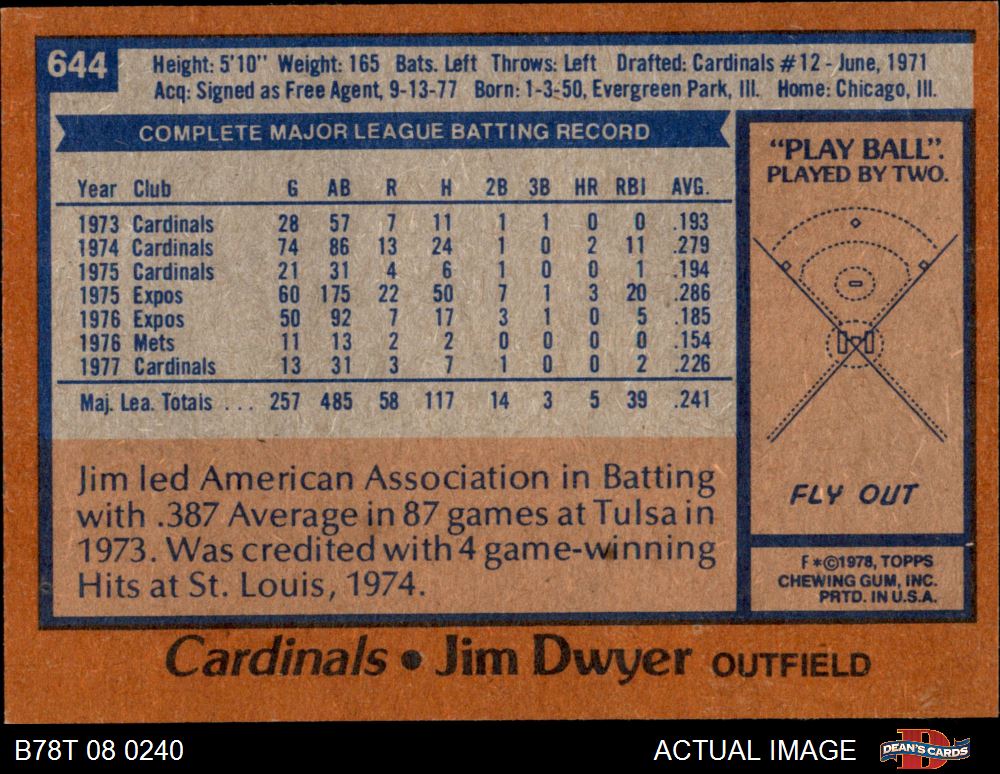 644
Height: 5'10" Weight: 165 Bats. Left Throws: Left Drafted: Cardinals #12 - June, 1971
Acq: Signed as Free Agent, 9-13-77 Born: 1-3-50, Evergreen Park, Ill. Home: Chicago, Ill.
COMPLETE MAJOR LEAGUE BATTING RECORD
Year Club G AB R H 2B 3B HR RBI AVG.
1973 Cardinals 28 57 7 11 1 1 0 0 .193
1974 Cardinals 74 86 13 24 1 0 2 11 .279
1975 Cardinals 21 31 4 6 1 0 0 1 .194
1975 Expos 60 175 22 50 7 1 3 20 .286
1976 Expos 50 92 7 17 3 1 0 5 .185
1976 Mets 11 13 2 2 0 0 0 0 .154
1977 Cardinals 13 31 3 7 1 0 0 2 .226
Maj. Lea. Totals . . . 257 485 58 117 14 3 5 39 .241
Jim led American Association in Batting
with .387 Average in 87 games at Tulsa in
1973. Was credited with 4 game-winning
Hits at St. Louis, 1974.
"PLAY BALL".
PLAYED BY TWO.
FLY OUT
F*©1978, TOPPS
CHEWING GUM, INC.
PRTD. IN U.S.A.
Cardinals • Jim Dwyer OUTFIELD
B78T 08 0240
ACTUAL IMAGE
DEAN'S CARDS